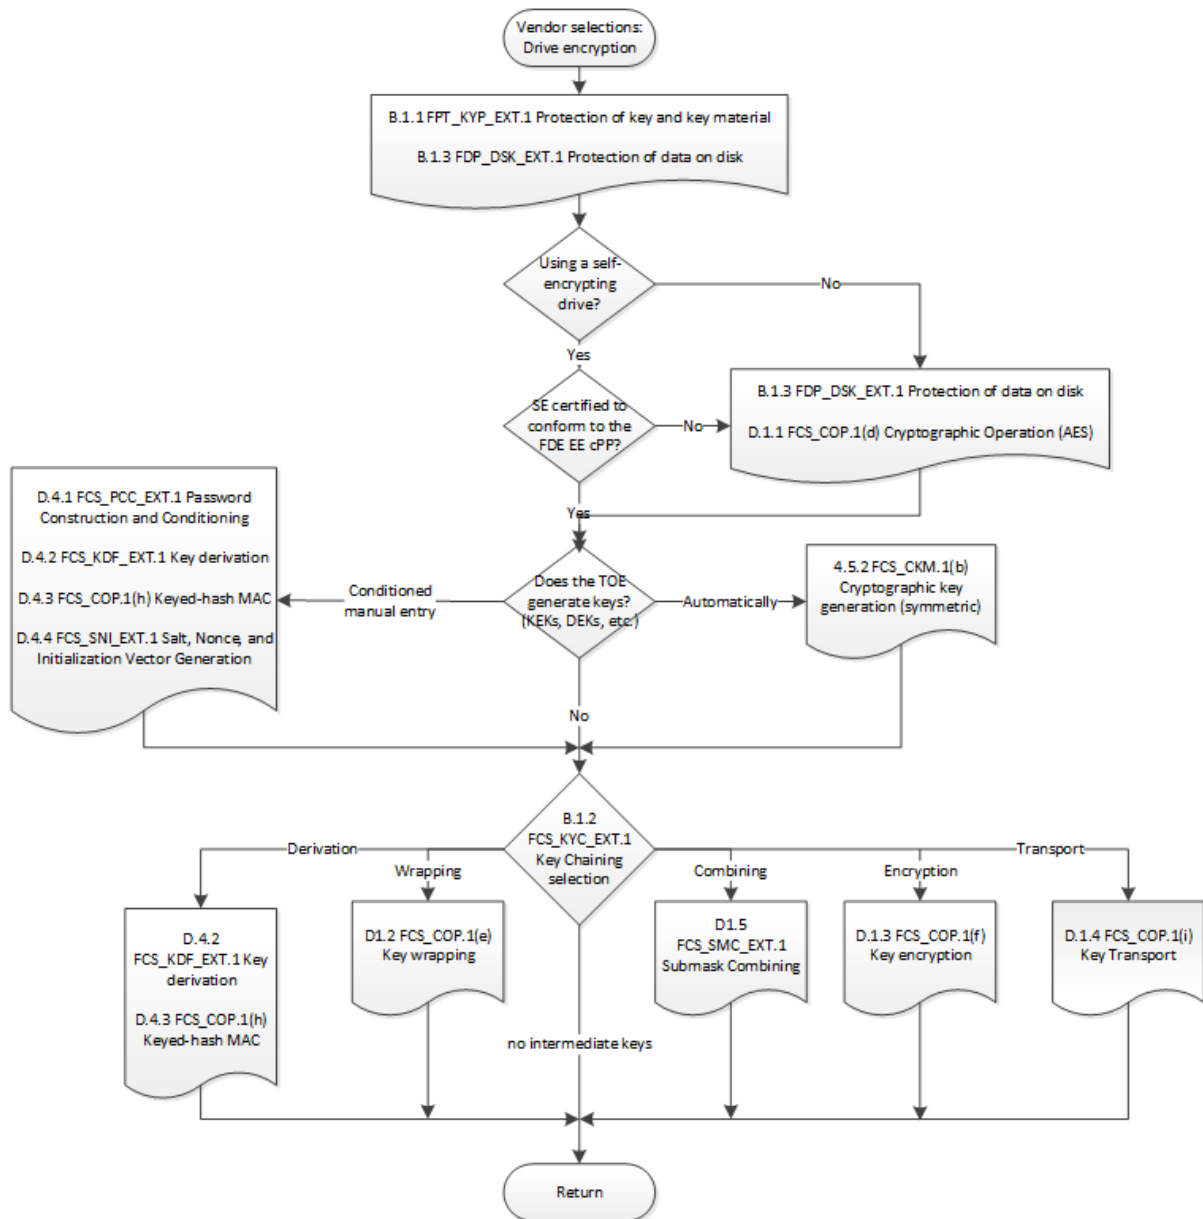 Vendor selections:
Drive encryption
B.1.1 FPT_KYP_EXT.1 Protection of key and key material
B.1.3 FDP_DSK_EXT.1 Protection of data on disk
Using a self-
encrypting
drive?
No
Yes
SE certified to
conform to the
FDE EE cPP?
No
B.1.3 FDP_DSK_EXT.1 Protection of data on disk
D.1.1 FCS_COP.1(d) Cryptographic Operation (AES)
Yes
D.4.1 FCS_PCC_EXT.1 Password
Construction and Conditioning
D.4.2 FCS_KDF_EXT.1 Key derivation
D.4.3 FCS_COP.1(h) Keyed-hash MAC
D.4.4 FCS_SNI_EXT.1 Salt, Nonce, and
Initialization Vector Generation
Conditioned
manual entry
Does the TOE
generate keys?
(KEKs, DEKs, etc.)
Automatically
4.5.2 FCS_CKM.1(b)
Cryptographic key
generation (symmetric)
No
B.1.2
FCS_KYC_EXT.1
Key Chaining
selection
Derivation
Wrapping
Combining
Encryption
Transport
D.4.2
FCS_KDF_EXT.1 Key
derivation
D.4.3 FCS_COP.1(h)
Keyed-hash MAC
D1.2 FCS_COP.1(e)
Key wrapping
no intermediate keys
D1.5
FCS_SMC_EXT.1
Submask Combining
D.1.3 FCS_COP.1(f)
Key encryption
D.1.4 FCS_COP.1(i)
Key Transport
Return